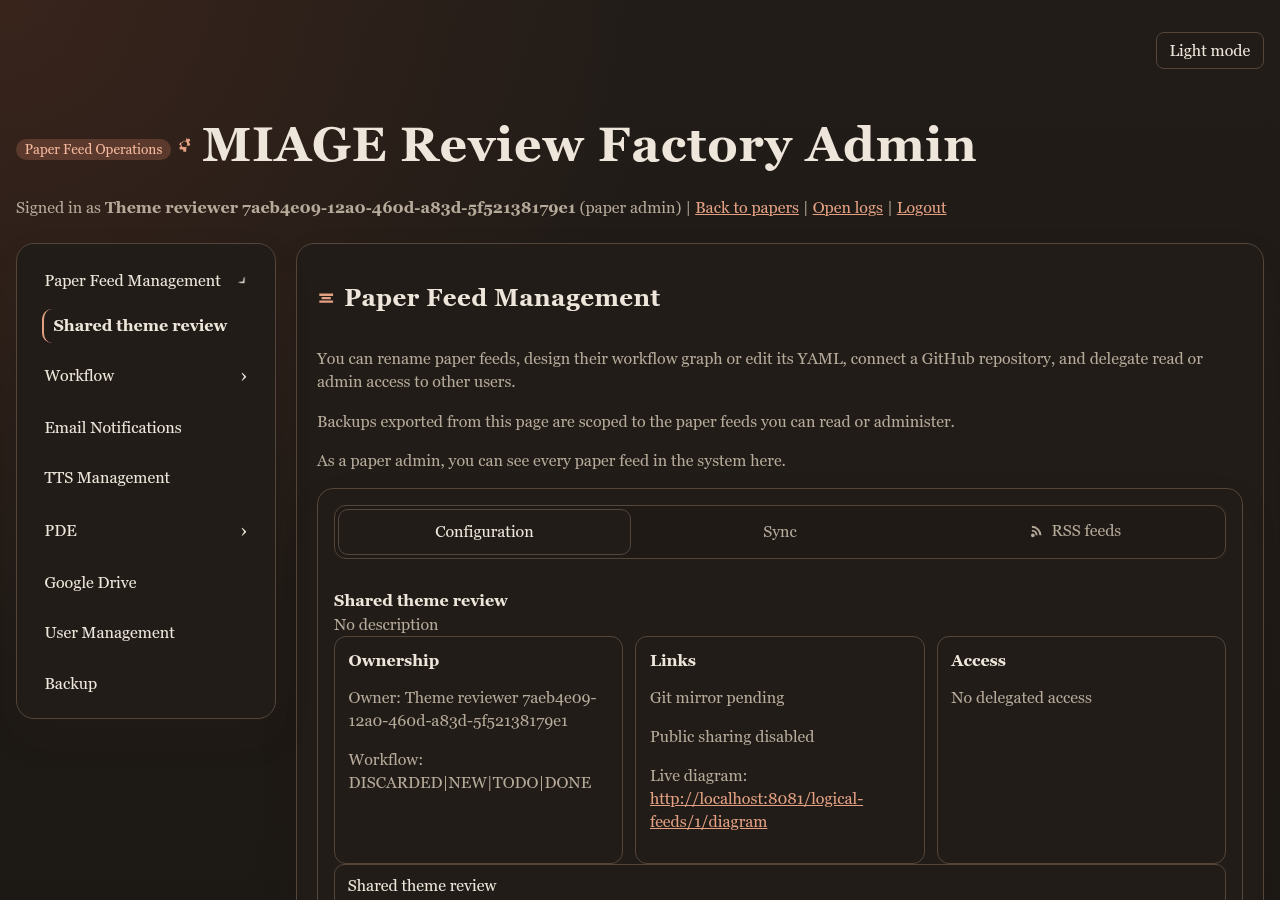 Light mode
Paper Feed Operations MIAGE Review Factory Admin
Signed in as Theme reviewer 7aeb4e09-12a0-460d-a83d-5f52138179e1 (paper admin) | Back to papers | Open logs | Logout
Paper Feed Management
Shared theme review
Workflow
Email Notifications
TTS Management
PDE
Google Drive
User Management
Backup
Paper Feed Management
You can rename paper feeds, design their workflow graph or edit its YAML, connect a GitHub repository, and delegate read or
admin access to other users.
Backups exported from this page are scoped to the paper feeds you can read or administer.
As a paper admin, you can see every paper feed in the system here.
Configuration
Sync
RSS feeds
Shared theme review
No description
Ownership
Owner: Theme reviewer 7aeb4e09-
12a0-460d-a83d-5f52138179e1
Workflow:
DISCARDED|NEW|TODO|DONE
Links
Git mirror pending
Public sharing disabled
Live diagram:
http://localhost:8081/logical-
feeds/1/diagram
Access
No delegated access
Shared theme review